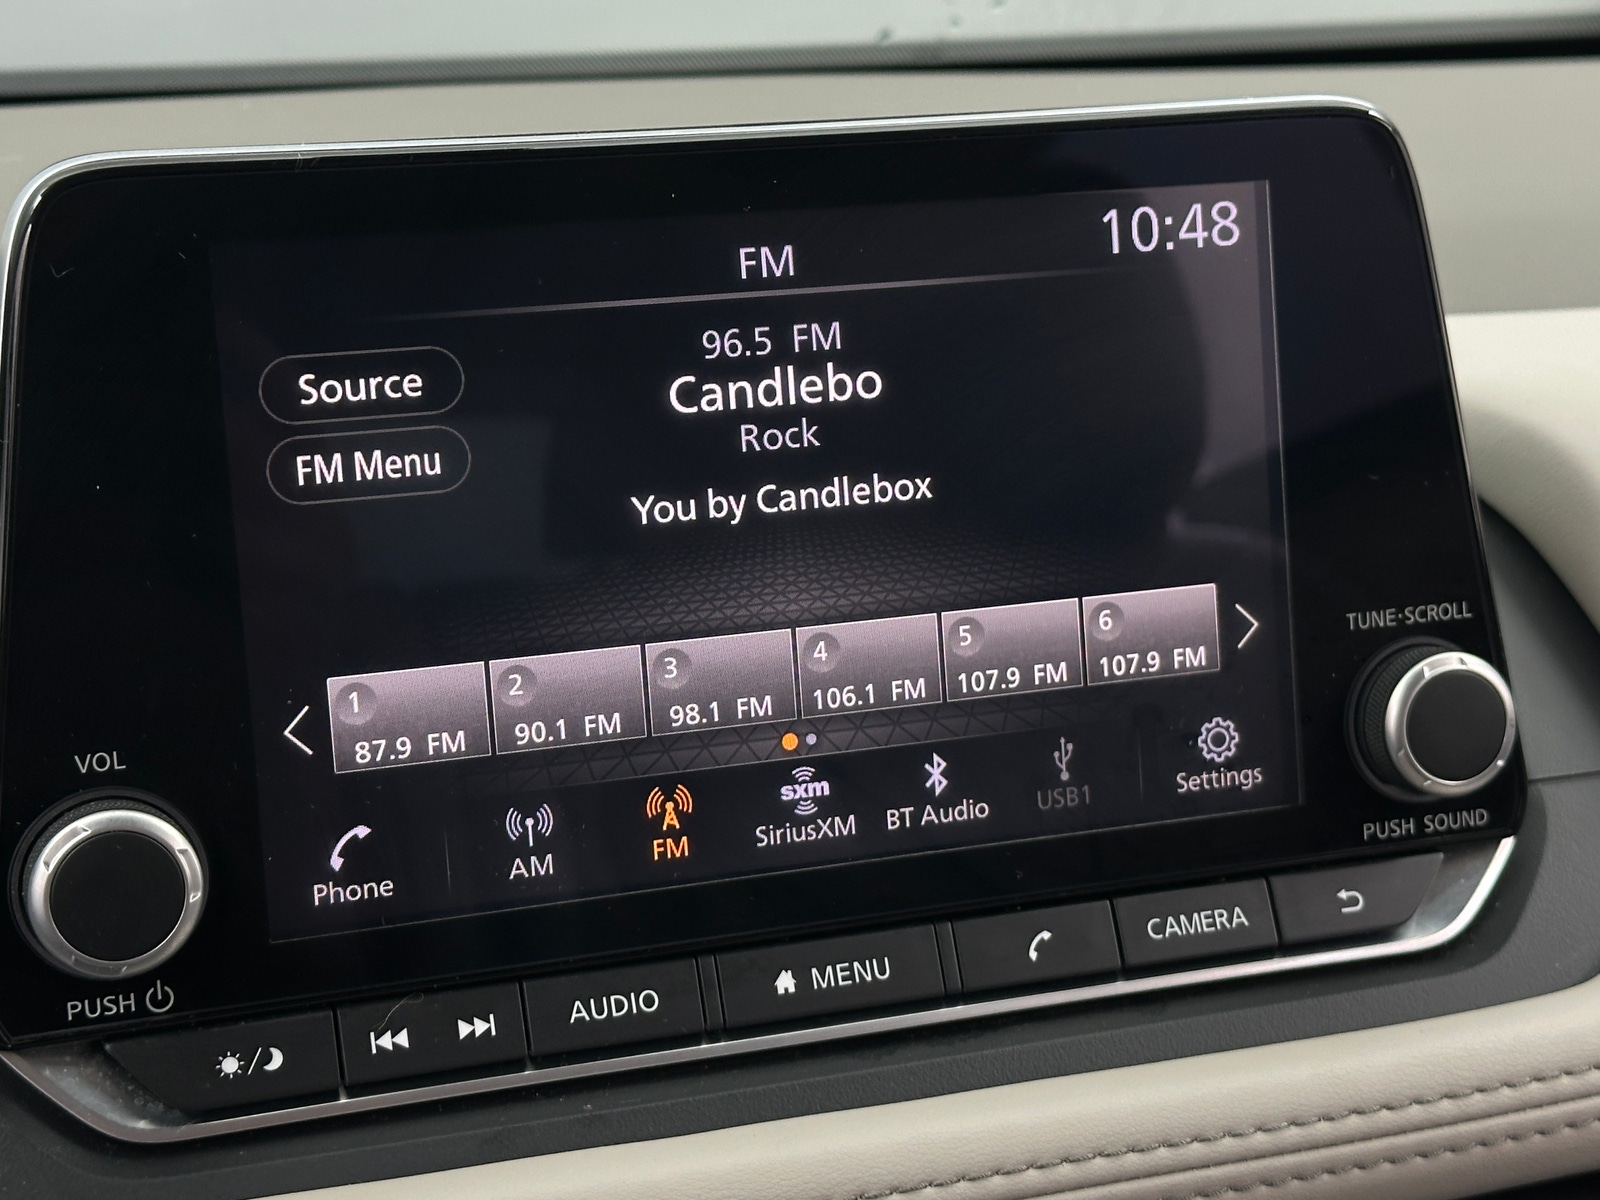 10:48
FM
96.5 FM
Candlebo
Rock
You by Candlebox
Source
FM Menu
1
87.9 FM
2
90.1 FM
3
98.1 FM
4
106.1 FM
5
107.9 FM
6
107.9 FM
Phone
AM
FM
sxm
SiriusXM
BT Audio
USB1
Settings
VOL
PUSH
TUNE·SCROLL
PUSH SOUND
AUDIO
MENU
CAMERA